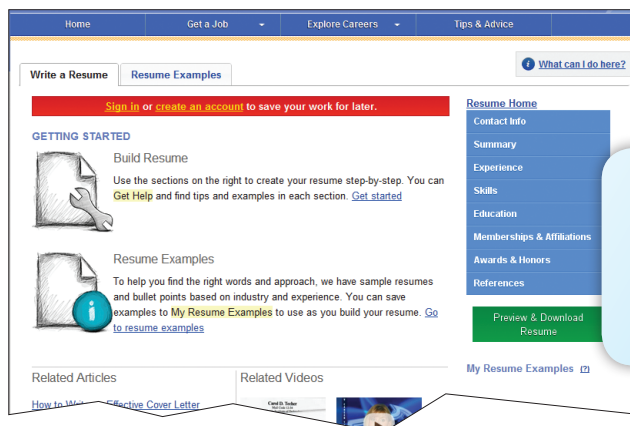 Home Get a Job Explore Careers Tips & Advice
What can I do here?
Write a Resume Resume Examples
Sign in or create an account to save your work for later.
GETTING STARTED
Build Resume
Use the sections on the right to create your resume step-by-step. You can
Get Help and find tips and examples in each section. Get started
Resume Examples
To help you find the right words and approach, we have sample resumes
and bullet points based on industry and experience. You can save
examples to My Resume Examples to use as you build your resume. Go
to resume examples
Related Articles
How to Effective Cover Letter
Related Videos
Resume Home
Contact Info
Summary
Experience
Skills
Education
Memberships & Affiliations
Awards & Honors
References
Preview & Download
Resume
My Resume Examples (?)